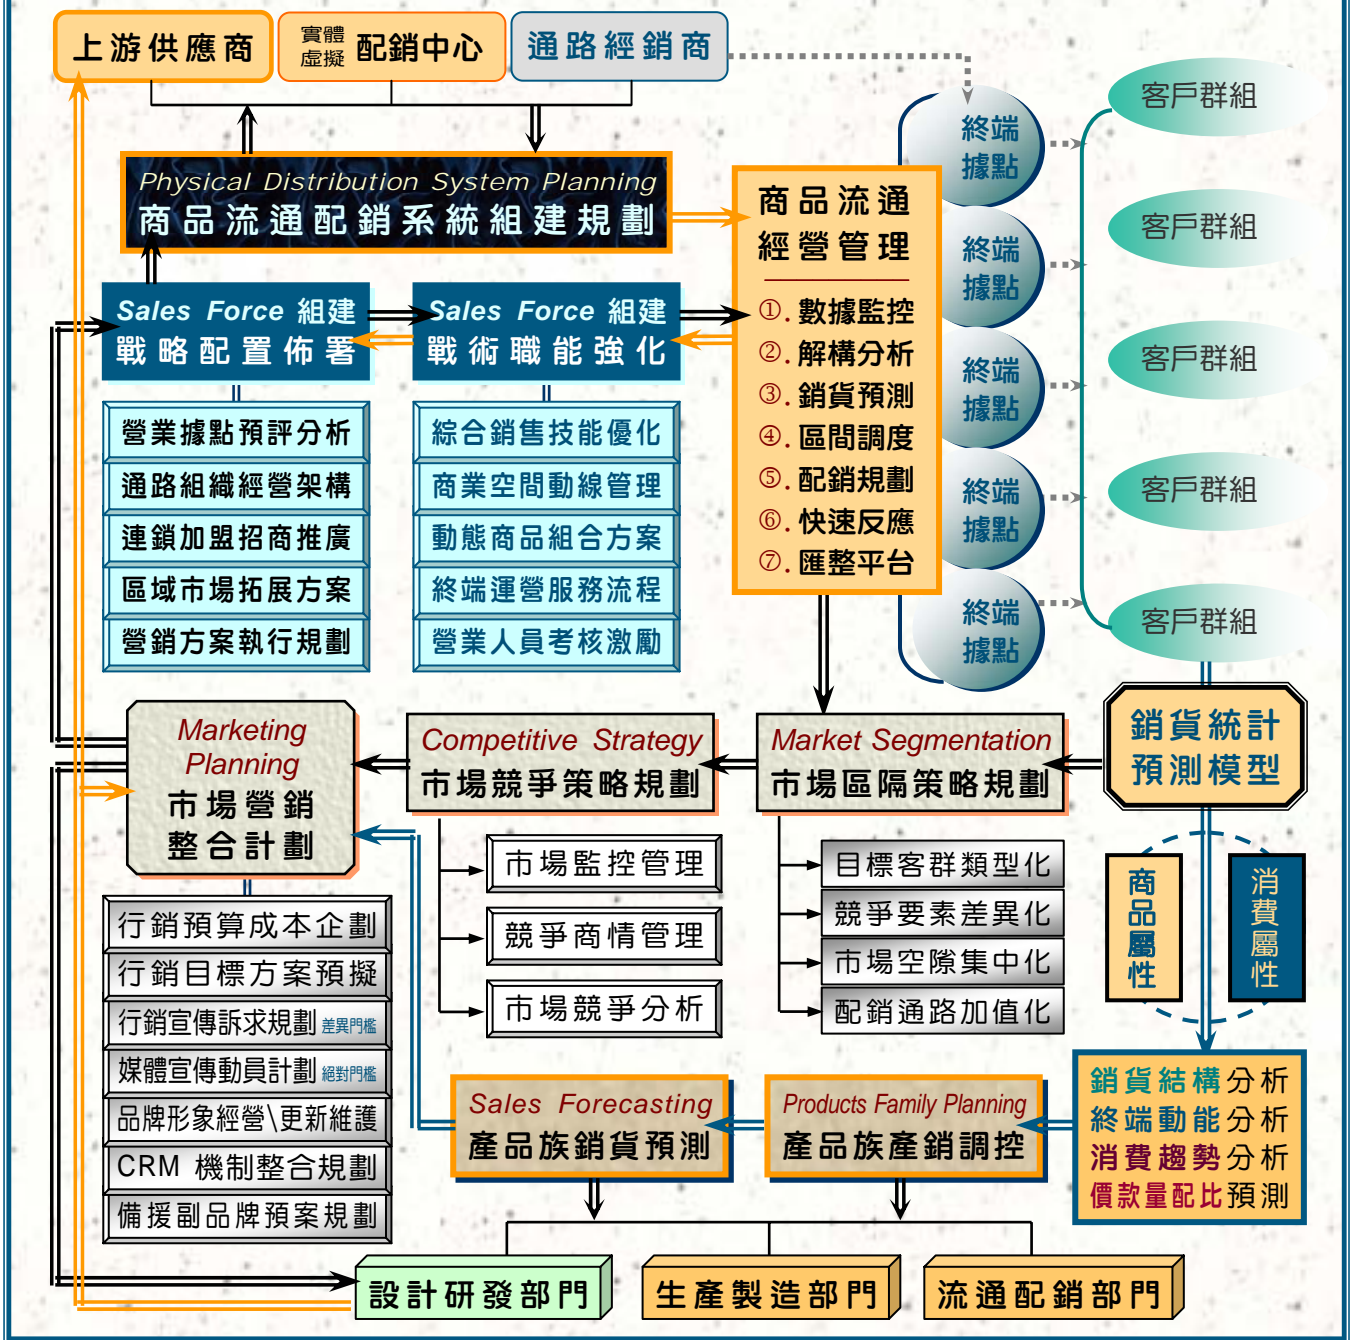 上游供應商
實體
虛擬
配銷中心
通路經銷商
Physical Distribution System Planning
商品流通配銷系統組建規劃
Sales Force 組建
戰略配置佈署
營業據點預評分析
通路組織經營架構
連鎖加盟招商推廣
區域市場拓展方案
營銷方案執行規劃
Sales Force 組建
戰術職能強化
綜合銷售技能優化
商業空間動線管理
動態商品組合方案
終端運營服務流程
營業人員考核激勵
商品流通
經營管理
①. 數據監控
②. 解構分析
③. 銷貨預測
④. 區間調度
⑤. 配銷規劃
⑥. 快速反應
⑦. 匯整平台
終端
據點
終端
據點
終端
據點
終端
據點
終端
據點
客戶群組
客戶群組
客戶群組
客戶群組
客戶群組
Marketing
Planning
市場營銷
整合計劃
Competitive Strategy
市場競爭策略規劃
Market Segmentation
市場區隔策略規劃
銷貨統計
預測模型
市場監控管理
競爭商情管理
市場競爭分析
目標客群類型化
競爭要素差異化
市場空隙集中化
配銷通路加值化
商品屬性
消費屬性
行銷預算成本企劃
行銷目標方案預擬
行銷宣傳訴求規劃 差異門檻
媒體宣傳動員計劃 絕對門檻
品牌形象經營\更新維護
CRM 機制整合規劃
備援副品牌預案規劃
Sales Forecasting
產品族銷貨預測
Products Family Planning
產品族產銷調控
銷貨結構分析
終端動能分析
消費趨勢分析
價款量配比預測
設計研發部門
生產製造部門
流通配銷部門